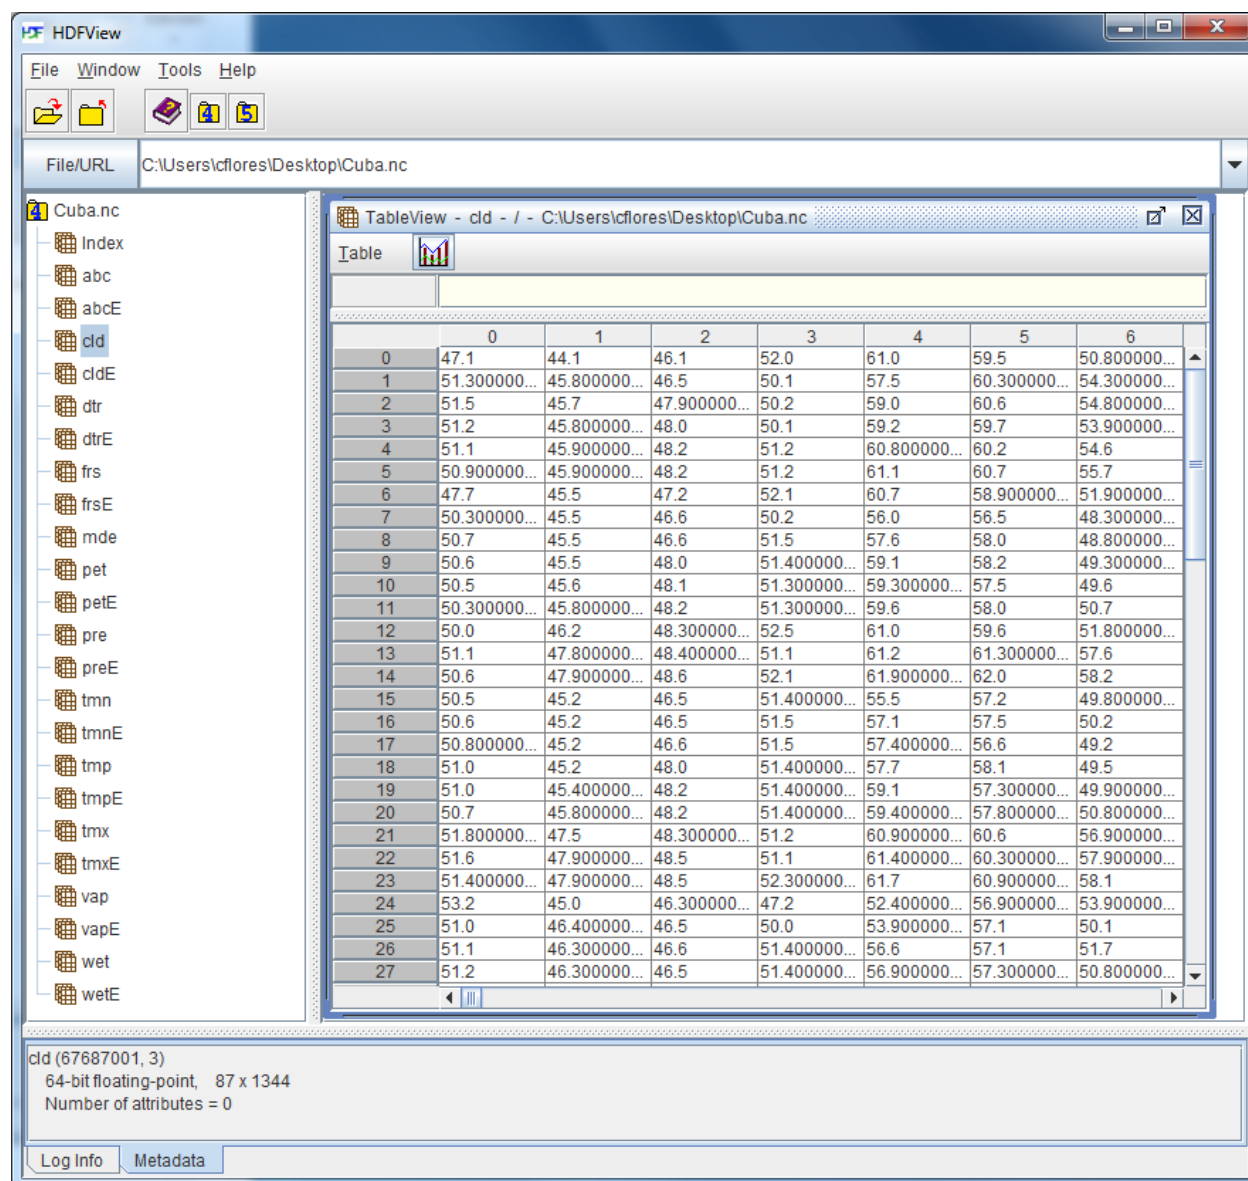 HDFView
File Window Tools Help
4 5
File/URL C:\Users\cflores\Desktop\Cuba.nc
4 Cuba.nc
Index
abc
abcE
cld
cldE
dtr
dtrE
frs
frsE
mde
pet
petE
pre
preE
tmn
tmnE
tmp
tmpE
tmx
tmxE
vap
vapE
wet
wetE
TableView - cld - / - C:\Users\cflores\Desktop\Cuba.nc
Table
0 1 2 3 4 5 6
0 47.1 44.1 46.1 52.0 61.0 59.5 50.800000...
1 51.300000... 45.800000... 46.5 50.1 57.5 60.300000... 54.300000...
2 51.5 45.7 47.900000... 50.2 59.0 60.6 54.800000...
3 51.2 45.800000... 48.0 50.1 59.2 59.7 53.900000...
4 51.1 45.900000... 48.2 51.2 60.800000... 60.2 54.6
5 50.900000... 45.900000... 48.2 51.2 61.1 60.7 55.7
6 47.7 45.5 47.2 52.1 60.7 58.900000... 51.900000...
7 50.300000... 45.5 46.6 50.2 56.0 56.5 48.300000...
8 50.7 45.5 46.6 51.5 57.6 58.0 48.800000...
9 50.6 45.5 48.0 51.400000... 59.1 58.2 49.300000...
10 50.5 45.6 48.1 51.300000... 59.300000... 57.5 49.6
11 50.300000... 45.800000... 48.2 51.300000... 59.6 58.0 50.7
12 50.0 46.2 48.300000... 52.5 61.0 59.6 51.800000...
13 51.1 47.800000... 48.400000... 51.1 61.2 61.300000... 57.6
14 50.6 47.900000... 48.6 52.1 61.900000... 62.0 58.2
15 50.5 45.2 46.5 51.400000... 55.5 57.2 49.800000...
16 50.6 45.2 46.5 51.5 57.1 57.5 50.2
17 50.800000... 45.2 46.6 51.5 57.400000... 56.6 49.2
18 51.0 45.2 48.0 51.400000... 57.7 58.1 49.5
19 51.0 45.400000... 48.2 51.400000... 59.1 57.300000... 49.900000...
20 50.7 45.800000... 48.2 51.400000... 59.400000... 57.800000... 50.800000...
21 51.800000... 47.5 48.300000... 51.2 60.900000... 60.6 56.900000...
22 51.6 47.900000... 48.5 51.1 61.400000... 60.300000... 57.900000...
23 51.400000... 47.900000... 48.5 52.300000... 61.7 60.900000... 58.1
24 53.2 45.0 46.300000... 47.2 52.400000... 56.900000... 53.900000...
25 51.0 46.400000... 46.5 50.0 53.900000... 57.1 50.1
26 51.1 46.300000... 46.6 51.400000... 56.6 57.1 51.7
27 51.2 46.300000... 46.5 51.400000... 56.900000... 57.300000... 50.800000...
cld (67687001, 3)
64-bit floating-point, 87 x 1344
Number of attributes = 0
Log Info Metadata